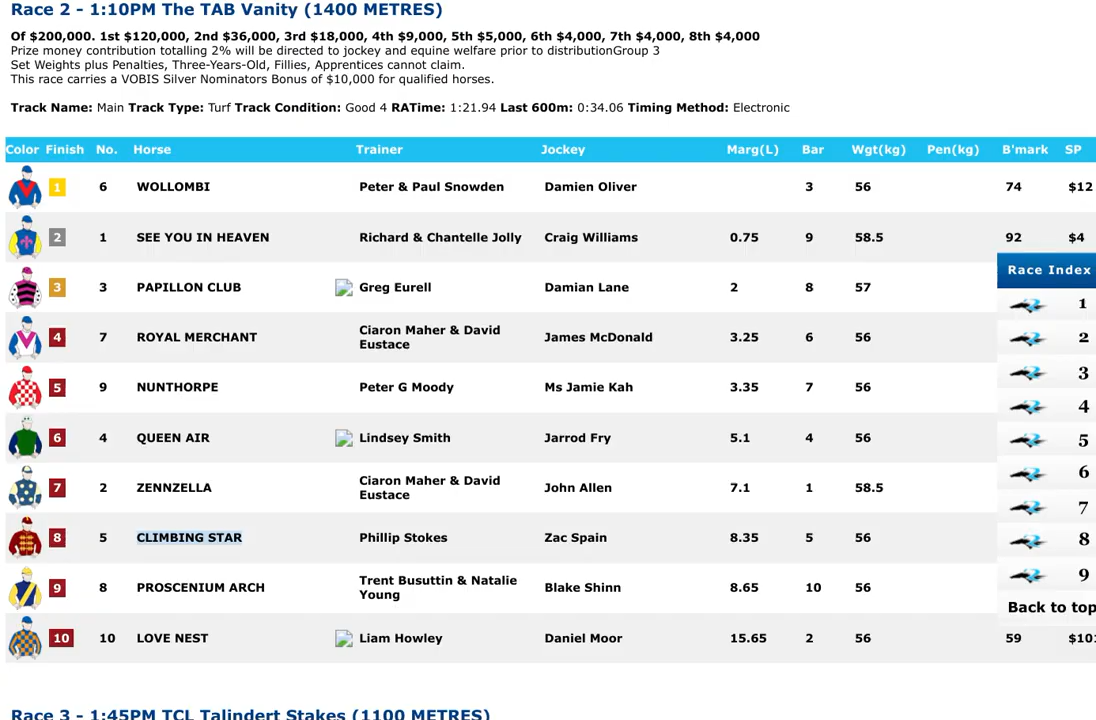 Race 2 - 1:10PM The TAB Vanity (1400 METRES)
Of $200,000. 1st $120,000, 2nd $36,000, 3rd $18,000, 4th $9,000, 5th $5,000, 6th $4,000, 7th $4,000, 8th $4,000
Prize money contribution totalling 2% will be directed to jockey and equine welfare prior to distributionGroup 3
Set Weights plus Penalties, Three-Years-Old, Fillies, Apprentices cannot claim.
This race carries a VOBIS Silver Nominators Bonus of $10,000 for qualified horses.
Track Name: Main Track Type: Turf Track Condition: Good 4 RATime: 1:21.94 Last 600m: 0:34.06 Timing Method: Electronic
Color Finish No. Horse Trainer Jockey Marg(L) Bar Wgt(kg) Pen(kg) B'mark SP
1 6 WOLLOMBI Peter & Paul Snowden Damien Oliver 3 56 74 $12
2 1 SEE YOU IN HEAVEN Richard & Chantelle Jolly Craig Williams 0.75 9 58.5 92 $4
3 3 PAPILLON CLUB Greg Eurell Damian Lane 2 8 57
4 7 ROYAL MERCHANT Ciaron Maher & David Eustace James McDonald 3.25 6 56
5 9 NUNTHORPE Peter G Moody Ms Jamie Kah 3.35 7 56
6 4 QUEEN AIR Lindsey Smith Jarrod Fry 5.1 4 56
7 2 ZENNZELLA Ciaron Maher & David Eustace John Allen 7.1 1 58.5
8 5 CLIMBING STAR Phillip Stokes Zac Spain 8.35 5 56
9 8 PROSCENIUM ARCH Trent Busuttin & Natalie Young Blake Shinn 8.65 10 56
10 10 LOVE NEST Liam Howley Daniel Moor 15.65 2 56 59 $101
Race Index
1
2
3
4
5
6
7
8
9
Back to top
Race 3 - 1:45PM TCL Talindert Stakes (1100 METRES)